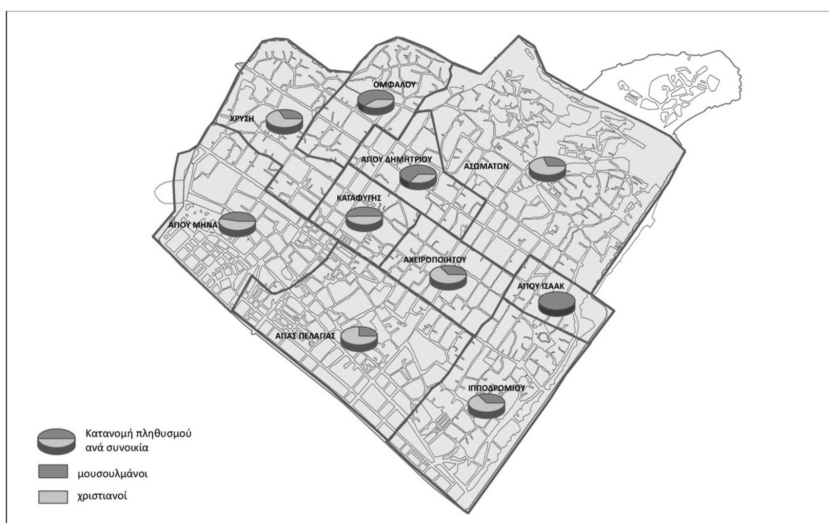 ΟΜΦΑΛΟΥ
ΧΡΥΣΗ
ΑΓΙΟΥ ΔΗΜΗΤΡΙΟΥ
ΑΣΩΜΑΤΩΝ
ΚΑΤΑΦΥΓΗΣ
ΑΓΙΟΥ ΜΗΝΑ
ΑΧΕΙΡΟΠΟΙΗΤΟΥ
ΑΓΙΟΥ ΙΣΑΑΚ
ΑΓΙΑΣ ΠΕΛΑΓΙΑΣ
ΙΠΠΟΔΡΟΜΙΟΥ
Κατανομή πληθυσμού
ανά συνοικία
μουσουλμάνοι
χριστιανοί